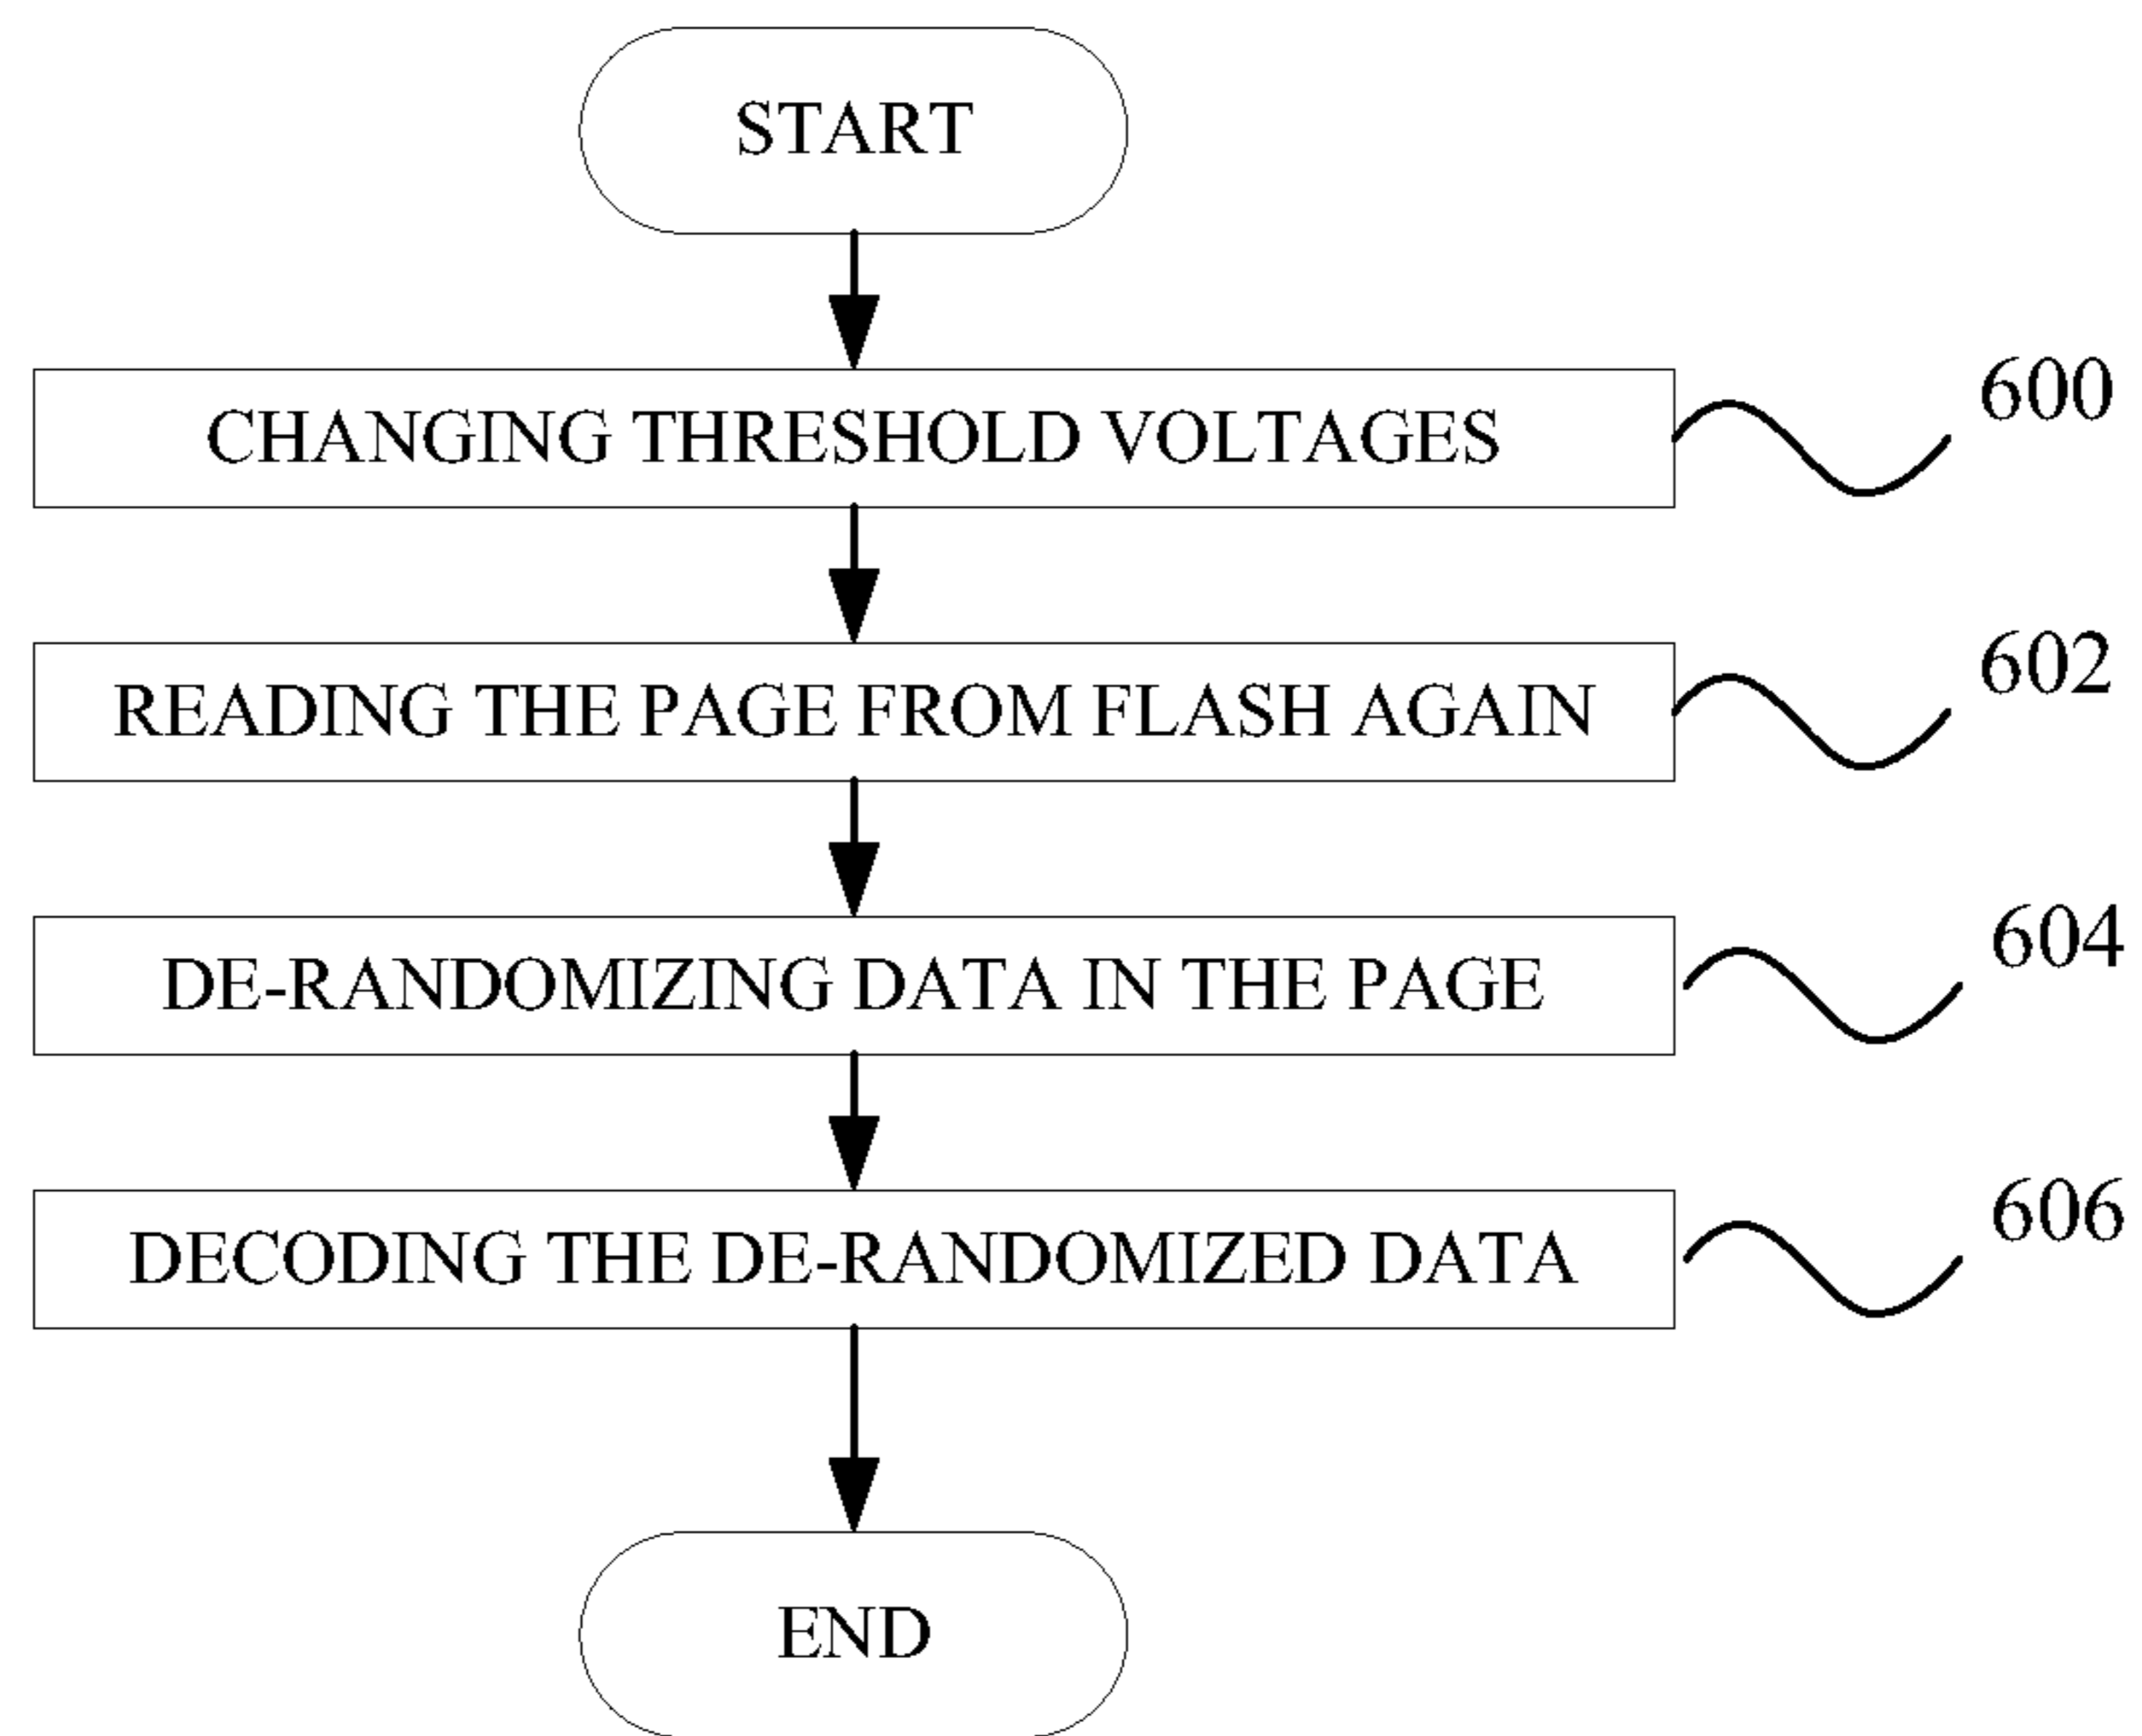 START
CHANGING THRESHOLD VOLTAGES
600
READING THE PAGE FROM FLASH AGAIN
602
DE-RANDOMIZING DATA IN THE PAGE
604
DECODING THE DE-RANDOMIZED DATA
606
END